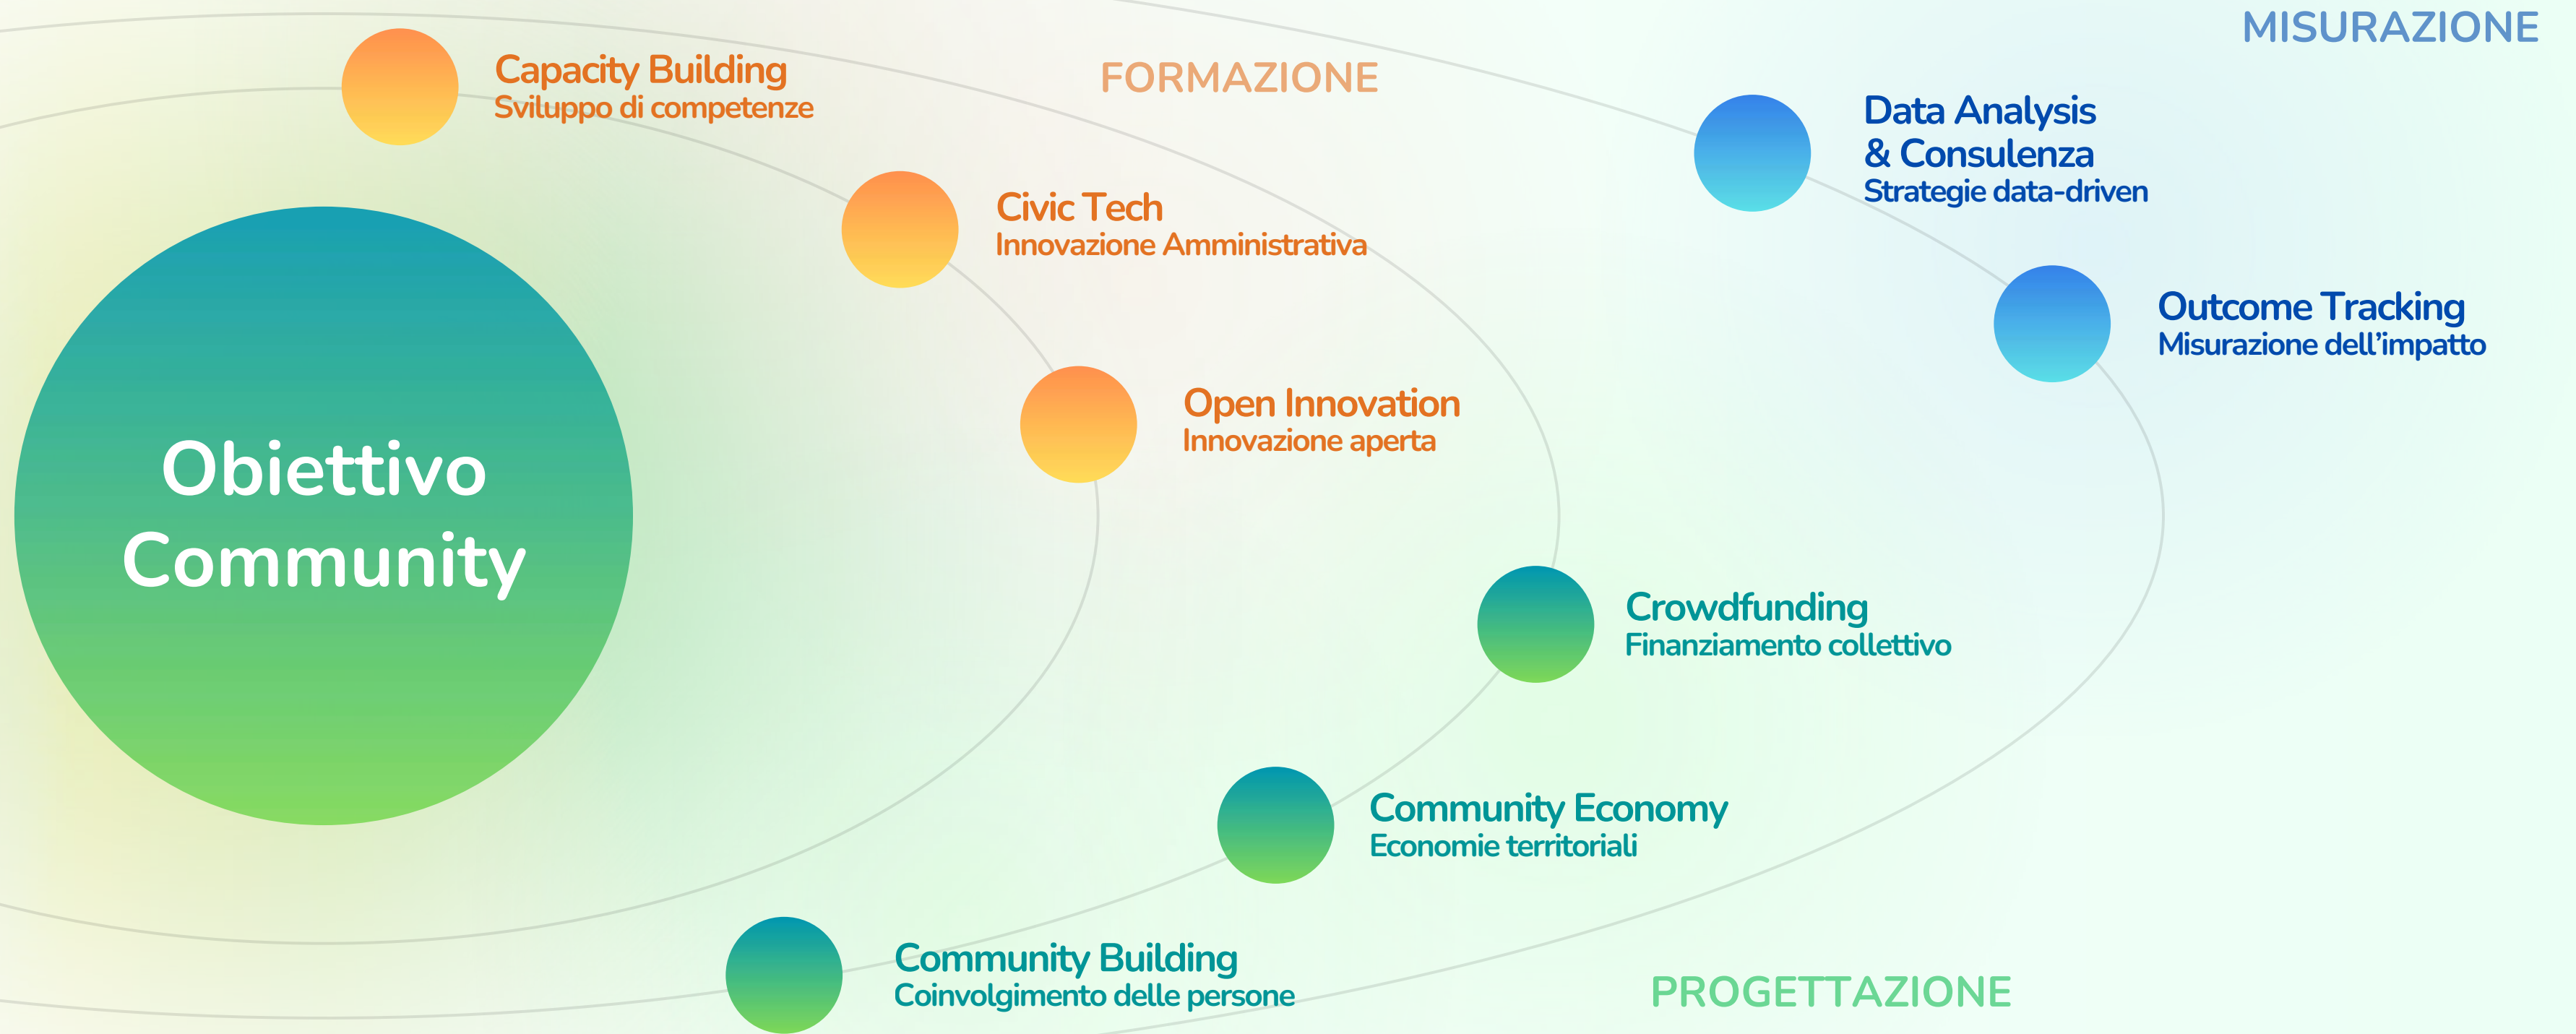 Obiettivo
Community
FORMAZIONE
Capacity Building
Sviluppo di competenze
Civic Tech
Innovazione Amministrativa
Open Innovation
Innovazione aperta
MISURAZIONE
Data Analysis
& Consulenza
Strategie data-driven
Outcome Tracking
Misurazione dell’impatto
Crowdfunding
Finanziamento collettivo
Community Economy
Economie territoriali
Community Building
Coinvolgimento delle persone
PROGETTAZIONE